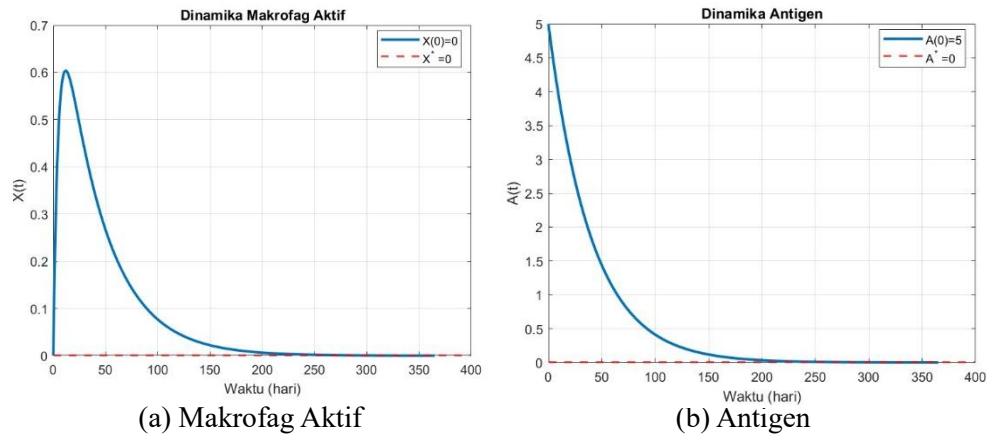 Dinamika Makrofag Aktif
X(0)=0
X*=0
X(t)
0.7
0.6
0.5
0.4
0.3
0.2
0.1
0
0 50 100 150 200 250 300 350 400
Waktu (hari)
(a) Makrofag Aktif
Dinamika Antigen
A(0)=5
A*=0
A(t)
5
4.5
4
3.5
3
2.5
2
1.5
1
0.5
0
0 50 100 150 200 250 300 350 400
Waktu (hari)
(b) Antigen